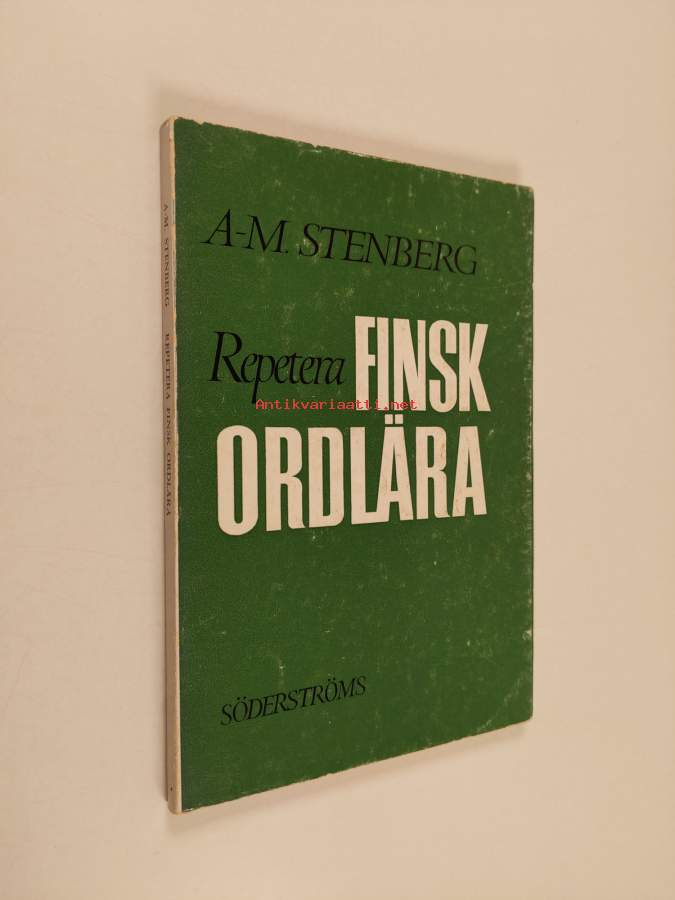 A-M. STENBERG
Repetera FINSK
ORDLÄRA
SÖDERSTRÖMS
A-M. STENBERG REPETERA FINSK ORDLÄRA
Antikvariaatti.net